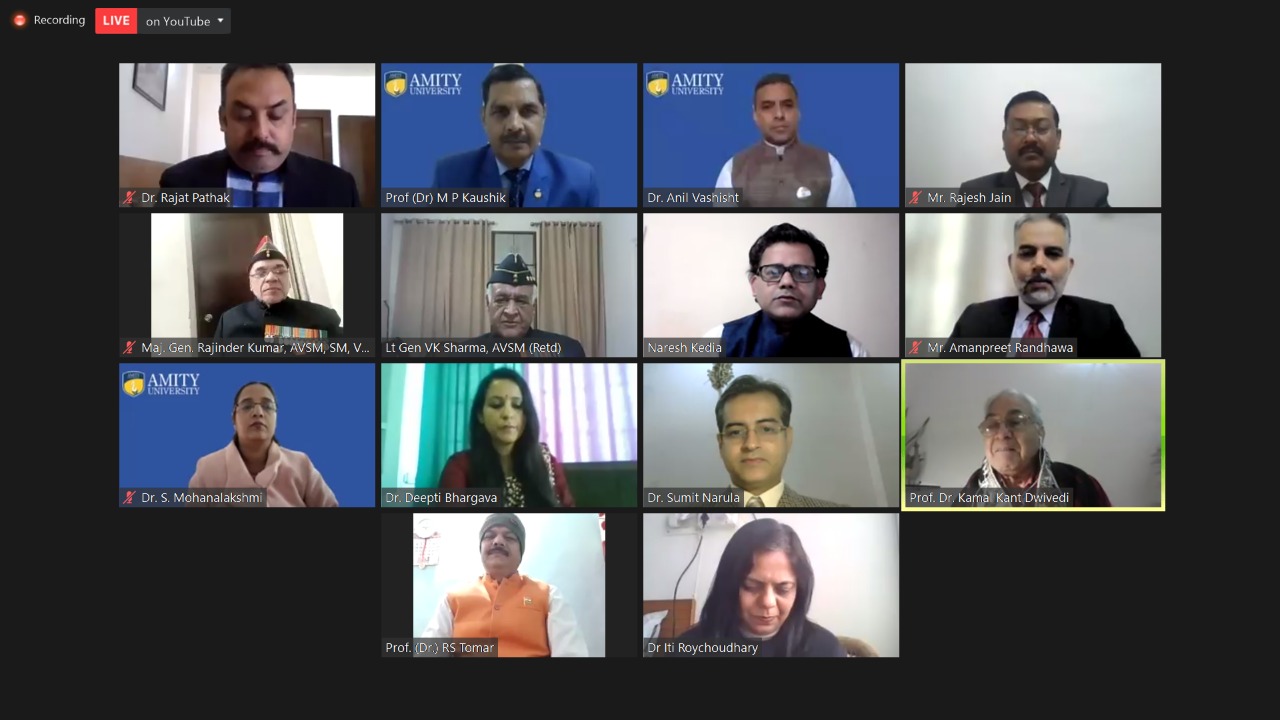 Recording
LIVE
on YouTube
AMITY
UNIVERSITY
AMITY
UNIVERSITY
Dr. Rajat Pathak
Prof (Dr) M P Kaushik
Dr. Anil Vashisht
Mr. Rajesh Jain
Maj. Gen. Rajinder Kumar, AVSM, SM, V...
Lt Gen VK Sharma, AVSM (Retd)
Naresh Kedia
Mr. Amanpreet Randhawa
AMITY
UNIVERSITY
Dr. S. Mohanalakshmi
Dr. Deepti Bhargava
Dr. Sumit Narula
Prof. Dr. Kamal Kant Dwivedi
Prof. (Dr.) RS Tomar
Dr Iti Roychoudhary